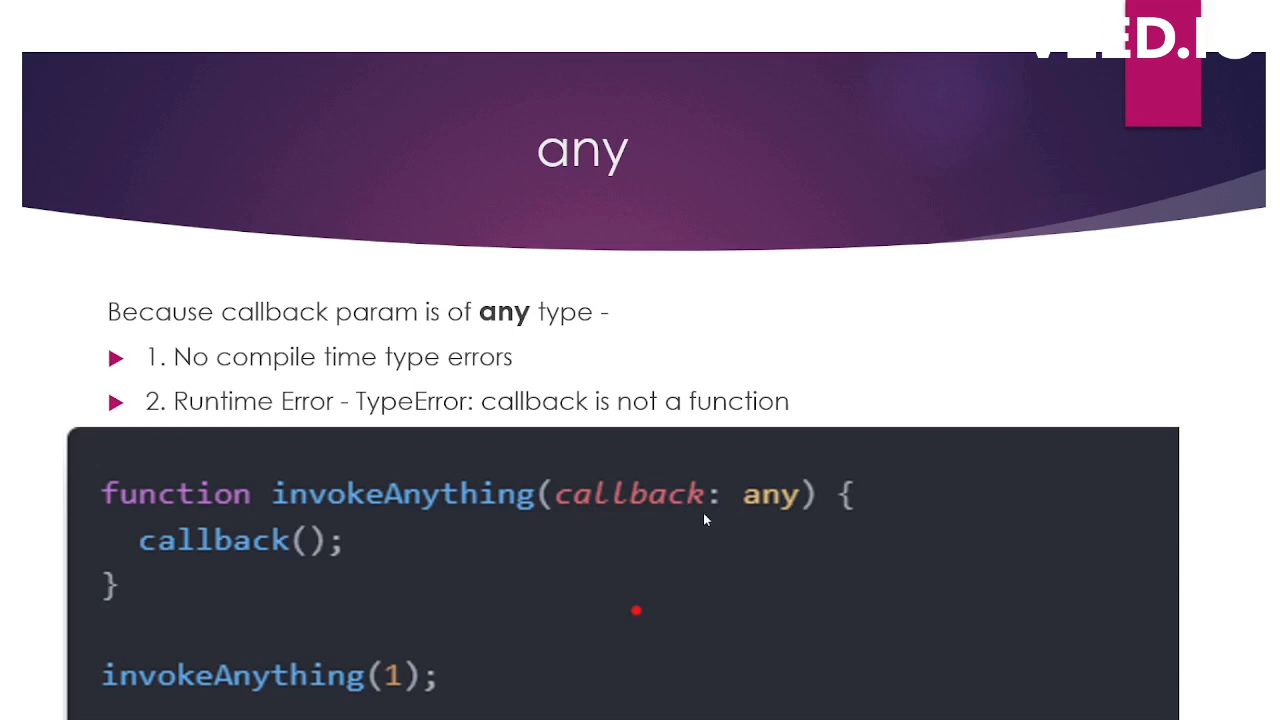 any
Because callback param is of any type -
1. No compile time type errors
2. Runtime Error - TypeError: callback is not a function
function invokeAnything(callback: any) {
callback();
}
invokeAnything(1);